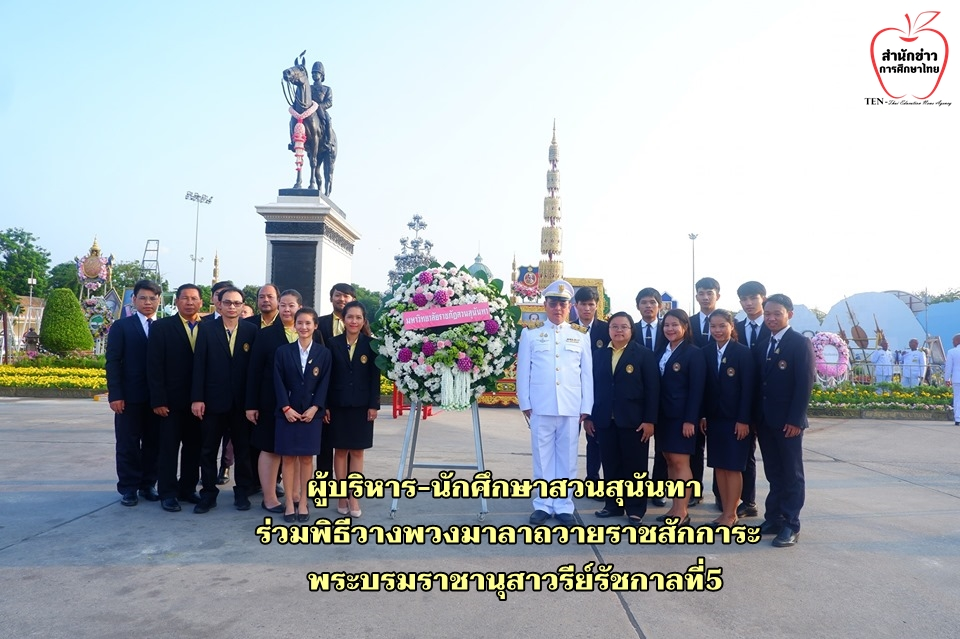 สำนักข่าว
การศึกษาไทย
TEN - Thai Education News Agency
มหาวิทยาลัยราชภัฏสวนสุนันทา
ผู้บริหาร-นักศึกษาสวนสุนันทา
ร่วมพิธีวางพวงมาลาถวายราชสักการะ
พระบรมราชานุสาวรีย์รัชกาลที่5